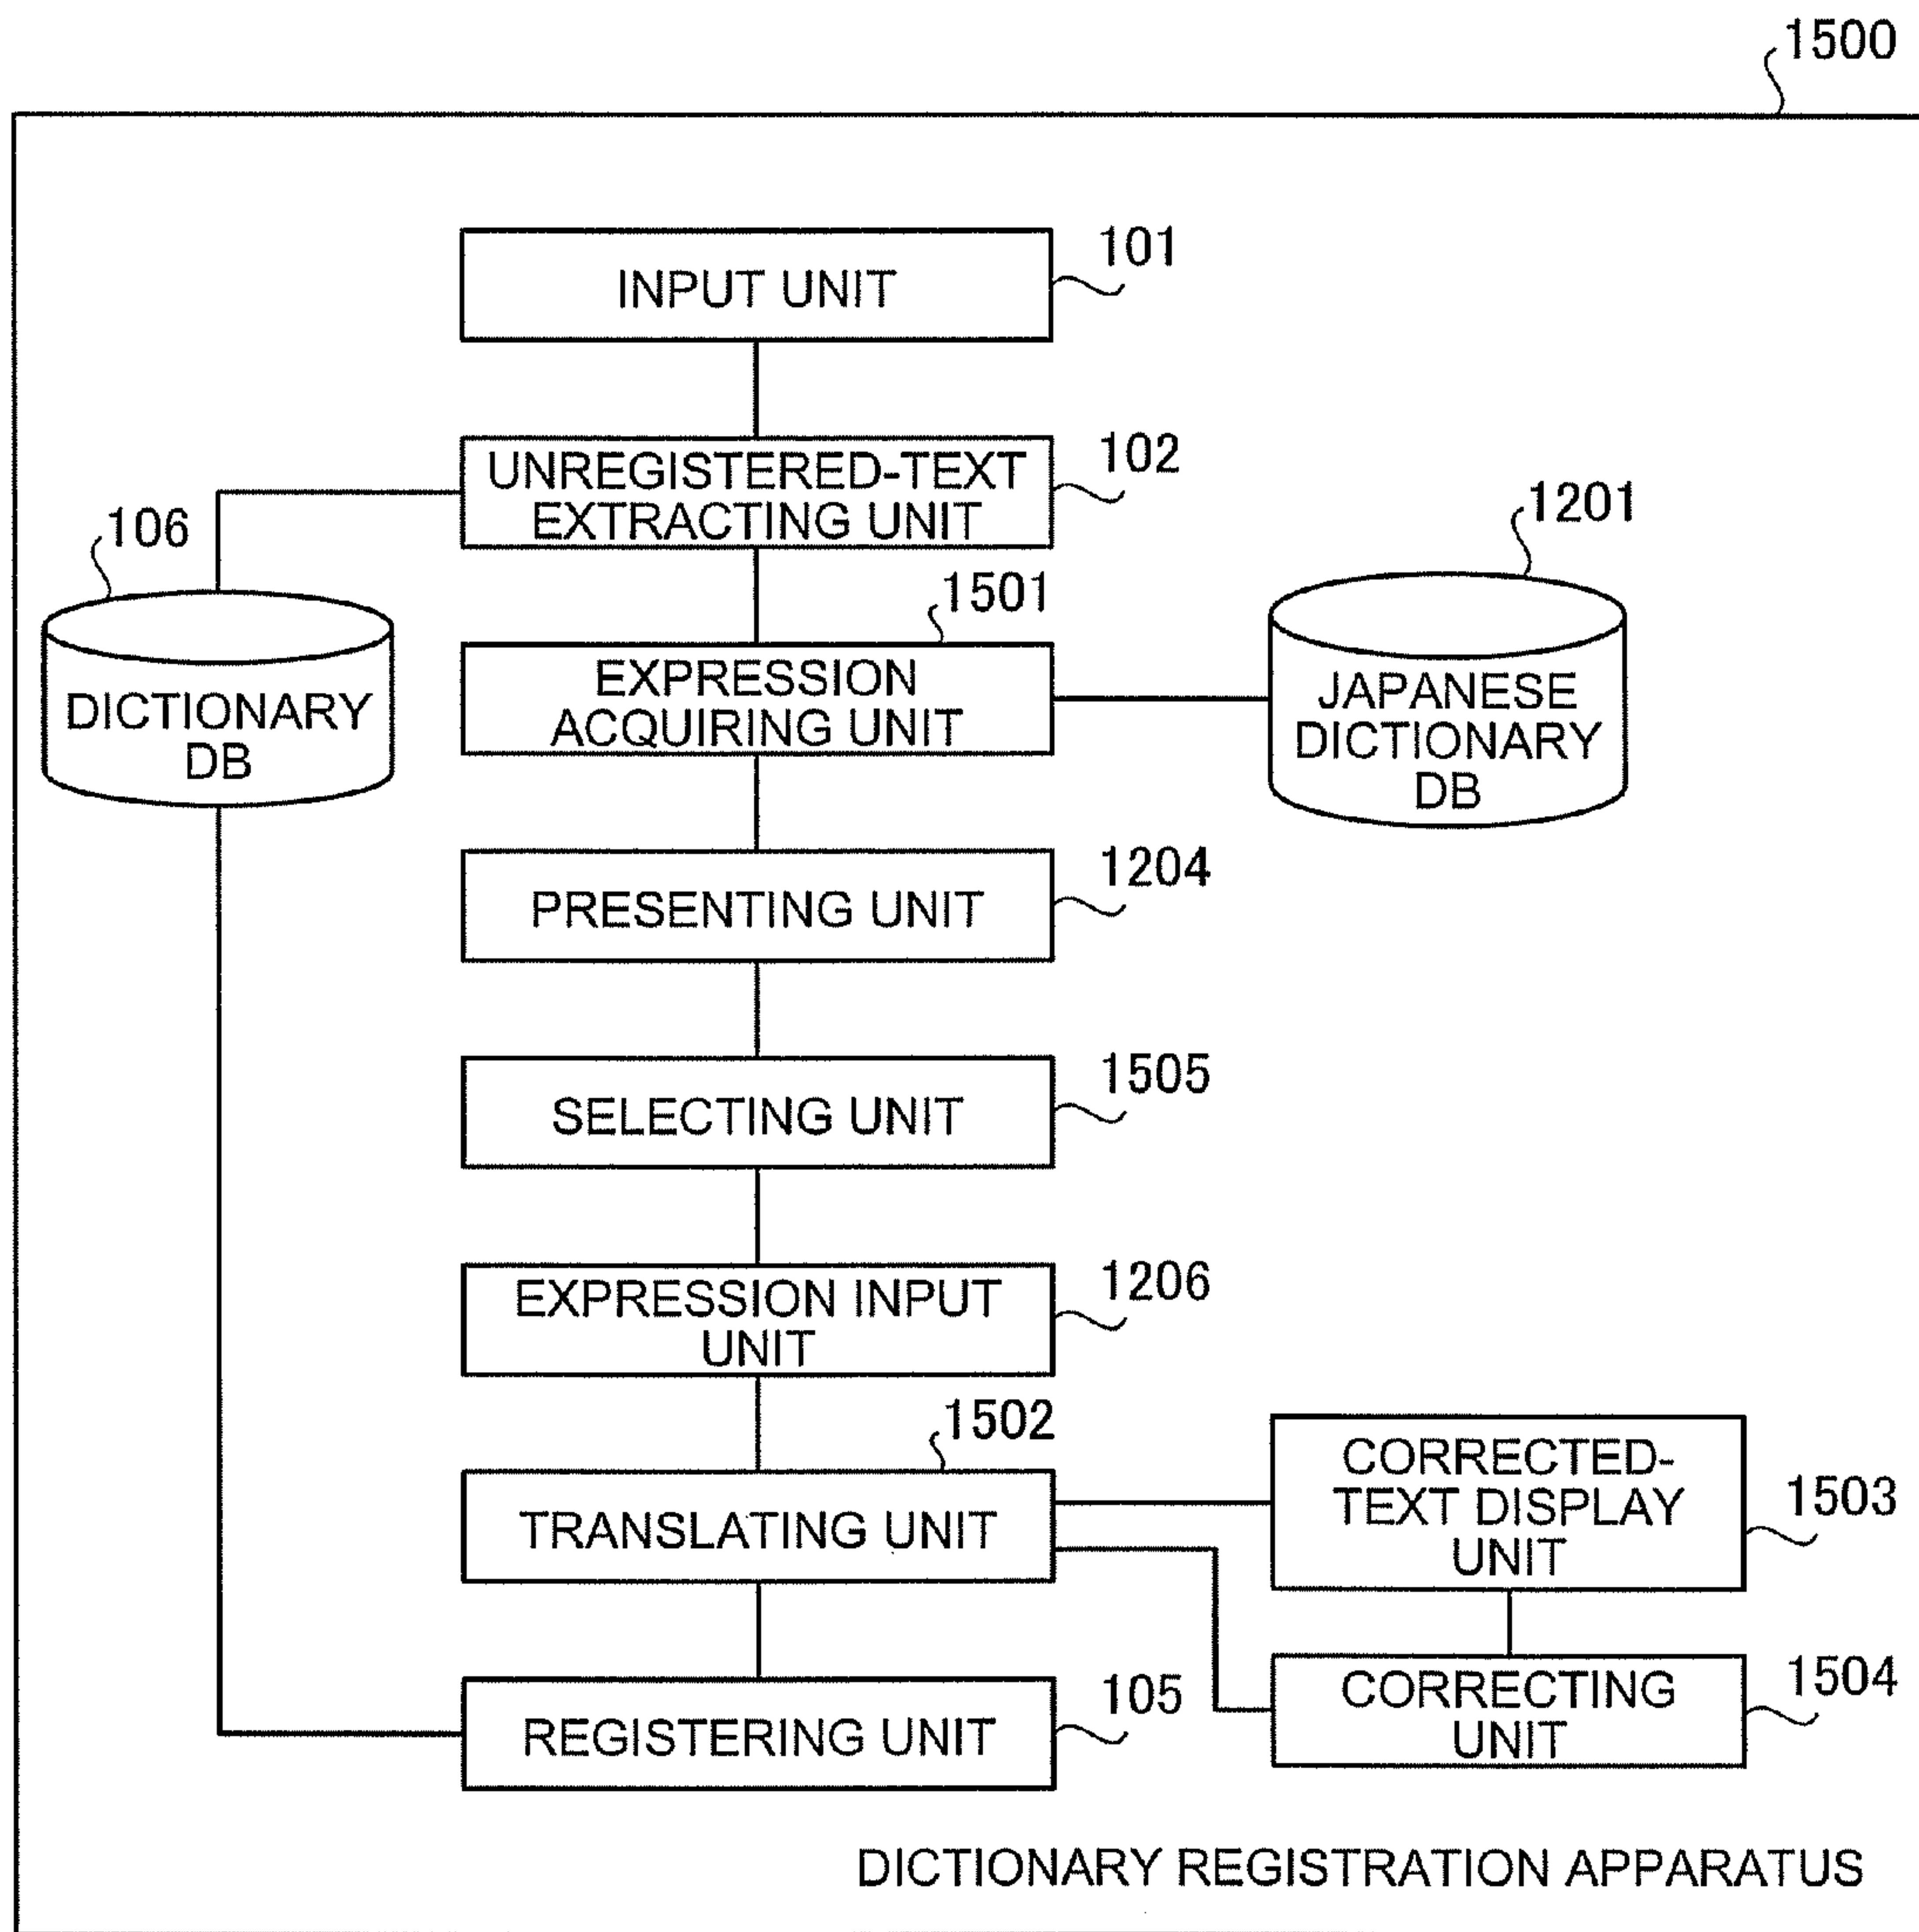 1500
101
INPUT UNIT
102
UNREGISTERED-TEXT
EXTRACTING UNIT
106
DICTIONARY
DB
1501
EXPRESSION
ACQUIRING UNIT
1201
JAPANESE
DICTIONARY
DB
1204
PRESENTING UNIT
1505
SELECTING UNIT
1206
EXPRESSION INPUT
UNIT
1502
TRANSLATING UNIT
CORRECTED-
TEXT DISPLAY
UNIT
1503
105
REGISTERING UNIT
CORRECTING
UNIT
1504
DICTIONARY REGISTRATION APPARATUS